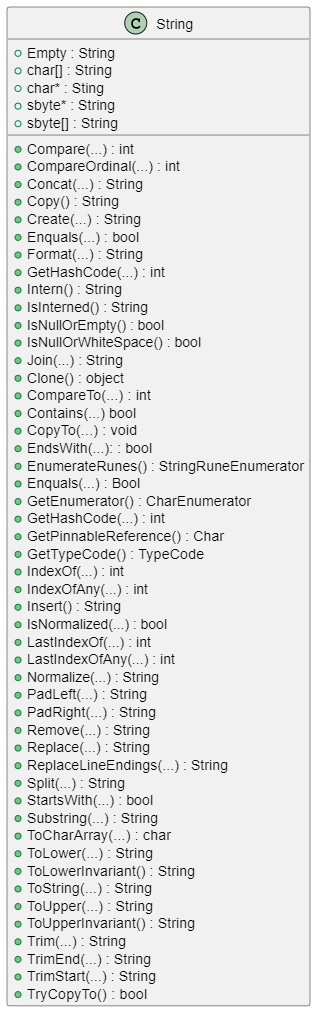 C String
Empty : String
char[] : String
char* : Sting
sbyte* : String
sbyte[] : String
Compare(...) : int
CompareOrdinal(...) : int
Concat(...) : String
Copy() : String
Create(...) : String
Enquals(...) : bool
Format(...) : String
GetHashCode(...) : int
Intern() : String
IsInterned() : String
IsNullOrEmpty() : bool
IsNullOrWhiteSpace() : bool
Join(...) : String
Clone() : object
CompareTo(...) : int
Contains(...) bool
CopyTo(...) : void
EndsWith(...): : bool
EnumerateRunes() : StringRuneEnumerator
Enquals(...) : Bool
GetEnumerator() : CharEnumerator
GetHashCode(...) : int
GetPinnableReference() : Char
GetTypeCode() : TypeCode
IndexOf(...) : int
IndexOfAny(...) : int
Insert() : String
IsNormalized(...) : bool
LastIndexOf(...) : int
LastIndexOfAny(...) : int
Normalize(...) : String
PadLeft(...) : String
PadRight(...) : String
Remove(...) : String
Replace(...) : String
ReplaceLineEndings(...) : String
Split(...) : String
StartsWith(...) : bool
Substring(...) : String
ToCharArray(...) : char
ToLower(...) : String
ToLowerInvariant() : String
ToString(...) : String
ToUpper(...) : String
ToUpperInvariant() : String
Trim(...) : String
TrimEnd(...) : String
TrimStart(...) : String
TryCopyTo() : bool